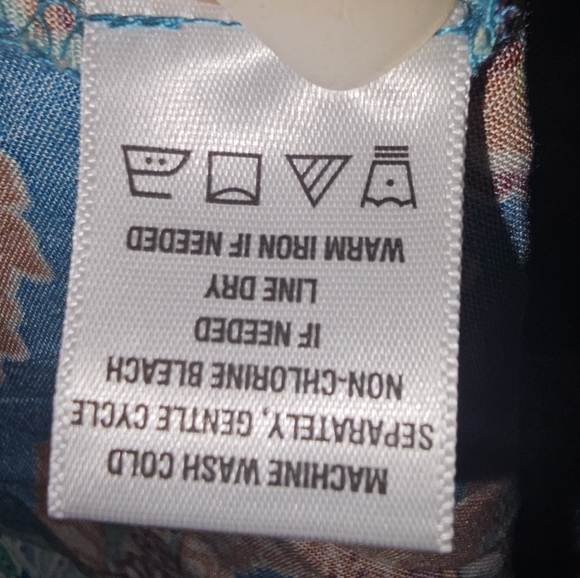 MACHINE WASH COLD
SEPARATELY, GENTLE CYCLE
NON-CHLORINE BLEACH
IF NEEDED
LINE DRY
WARM IRON IF NEEDED